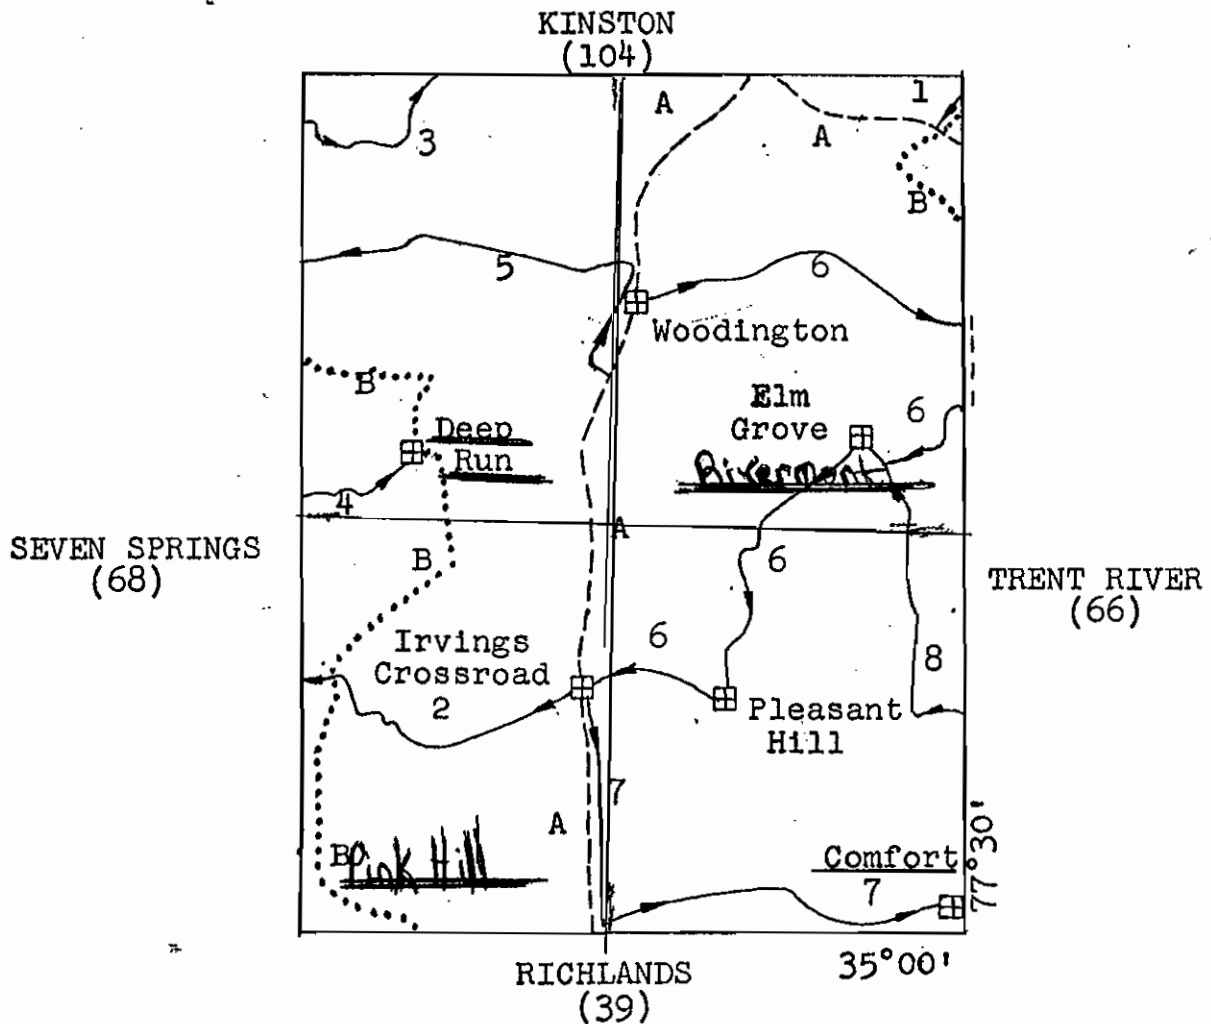 KINSTON
(104)
A
1
3
A
B
5
6
Woodington
B
Elm
Grove
6
Deep
Run
Rivermont
4
A
SEVEN SPRINGS
(68)
B
6
TRENT RIVER
(66)
Irvings
Crossroad
6
8
2
Pleasant
Hill
7
A
B
Pink Hill
Comfort
7
77°30'
35°00'
RICHLANDS
(39)